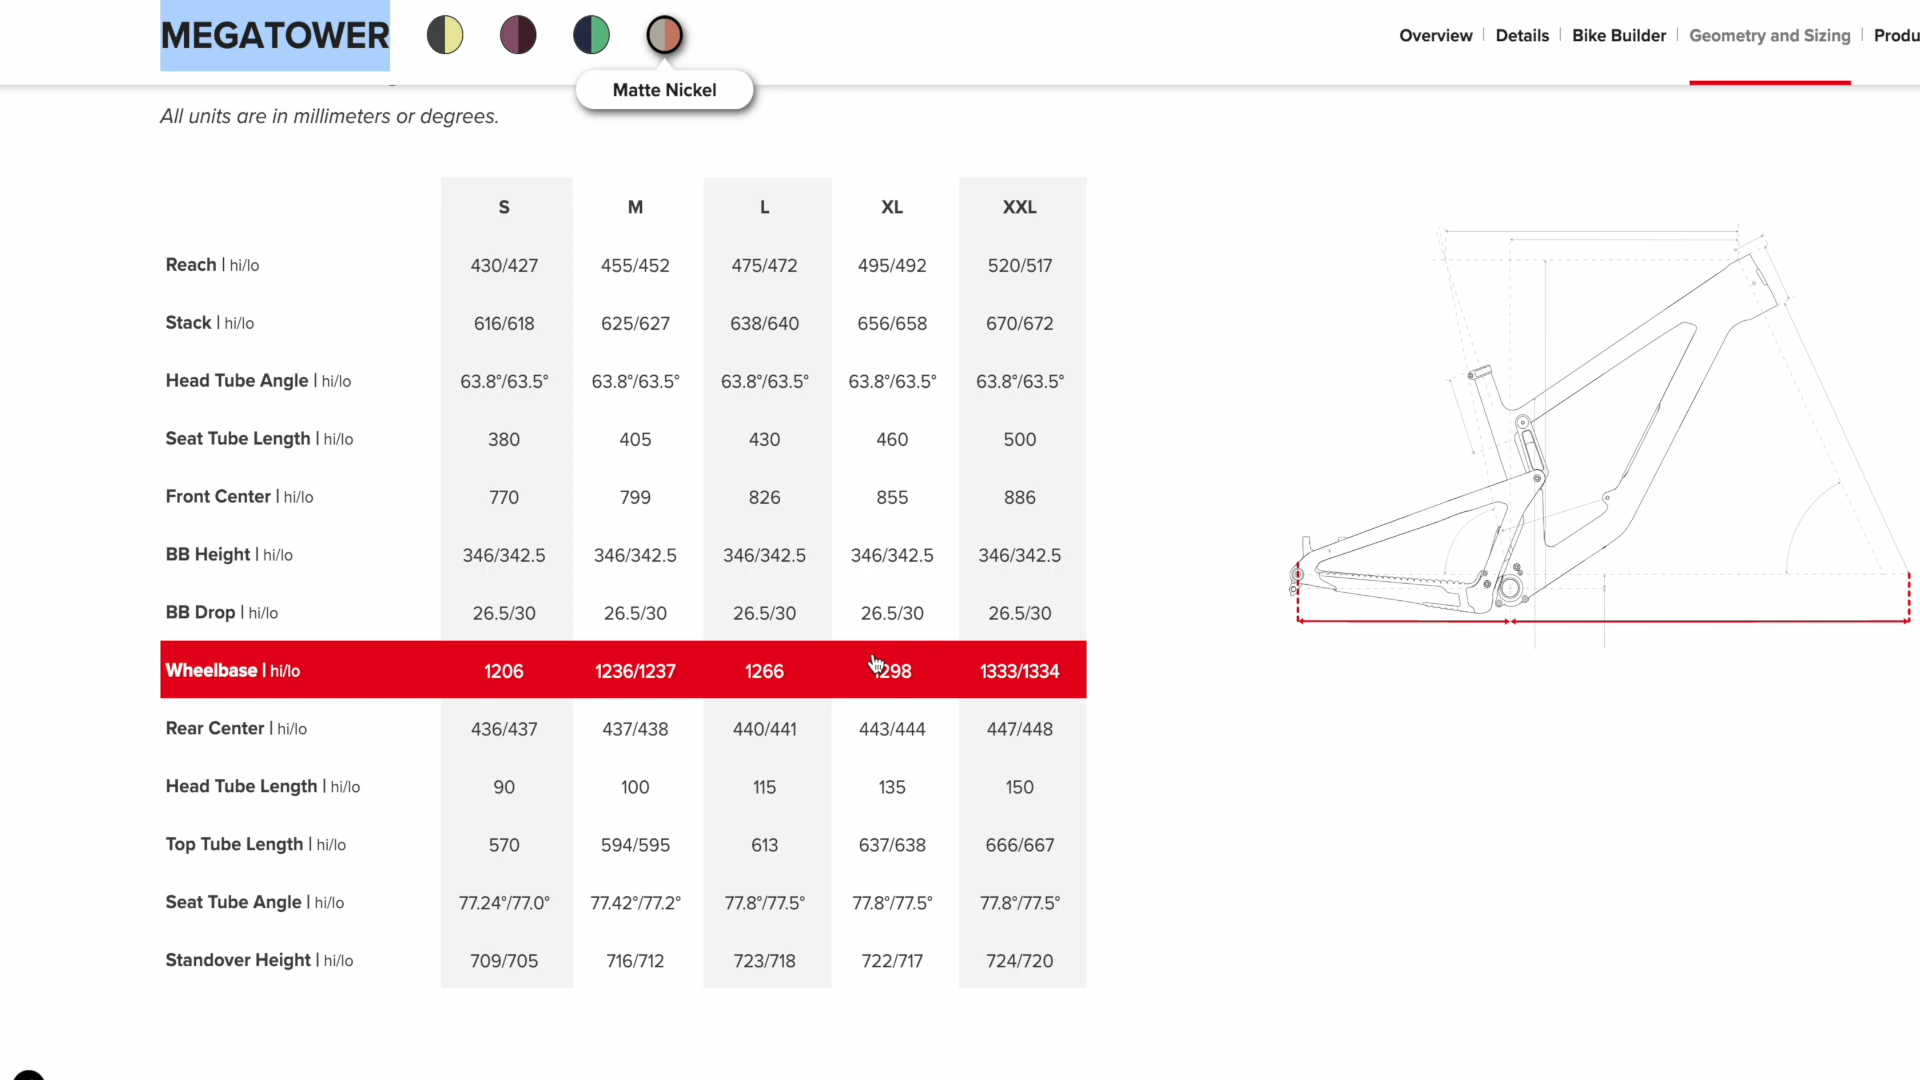 MEGATOWER
Overview | Details | Bike Builder | Geometry and Sizing | Produ
Matte Nickel
All units are in millimeters or degrees.
S M L XL XXL
Reach | hi/lo 430/427 455/452 475/472 495/492 520/517
Stack | hi/lo 616/618 625/627 638/640 656/658 670/672
Head Tube Angle | hi/lo 63.8°/63.5° 63.8°/63.5° 63.8°/63.5° 63.8°/63.5° 63.8°/63.5°
Seat Tube Length | hi/lo 380 405 430 460 500
Front Center | hi/lo 770 799 826 855 886
BB Height | hi/lo 346/342.5 346/342.5 346/342.5 346/342.5 346/342.5
BB Drop | hi/lo 26.5/30 26.5/30 26.5/30 26.5/30 26.5/30
Wheelbase | hi/lo 1206 1236/1237 1266 1298 1333/1334
Rear Center | hi/lo 436/437 437/438 440/441 443/444 447/448
Head Tube Length | hi/lo 90 100 115 135 150
Top Tube Length | hi/lo 570 594/595 613 637/638 666/667
Seat Tube Angle | hi/lo 77.24°/77.0° 77.42°/77.2° 77.8°/77.5° 77.8°/77.5° 77.8°/77.5°
Standover Height | hi/lo 709/705 716/712 723/718 722/717 724/720